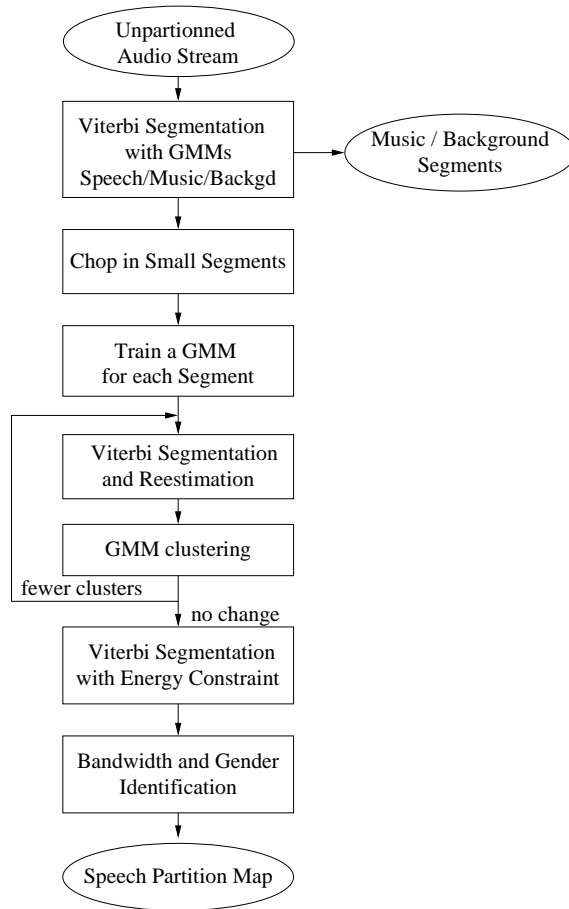 Unpartionned
Audio Stream
Viterbi Segmentation
with GMMs
Speech/Music/Backgd
Music / Background
Segments
Chop in Small Segments
Train a GMM
for each Segment
Viterbi Segmentation
and Reestimation
GMM clustering
fewer clusters
no change
Viterbi Segmentation
with Energy Constraint
Bandwidth and Gender
Identification
Speech Partition Map